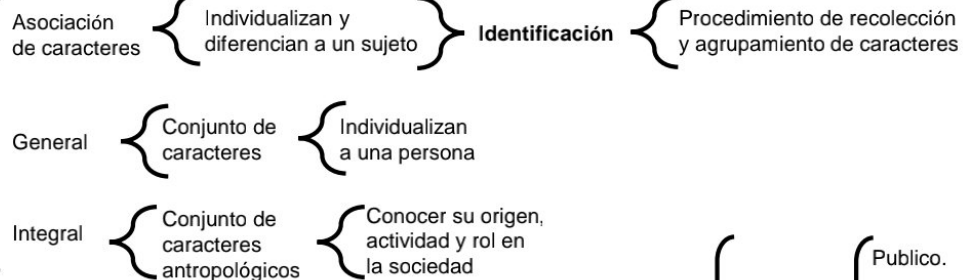 Asociación
de caracteres
Individualizan y
diferencian a un sujeto
Identificación
Procedimiento de recolección
y agrupamiento de caracteres
General
Conjunto de
caracteres
Individualizan
a una persona
Integral
Conjunto de
caracteres
antropológicos
Conocer su origen,
actividad y rol en
la sociedad
Publico.